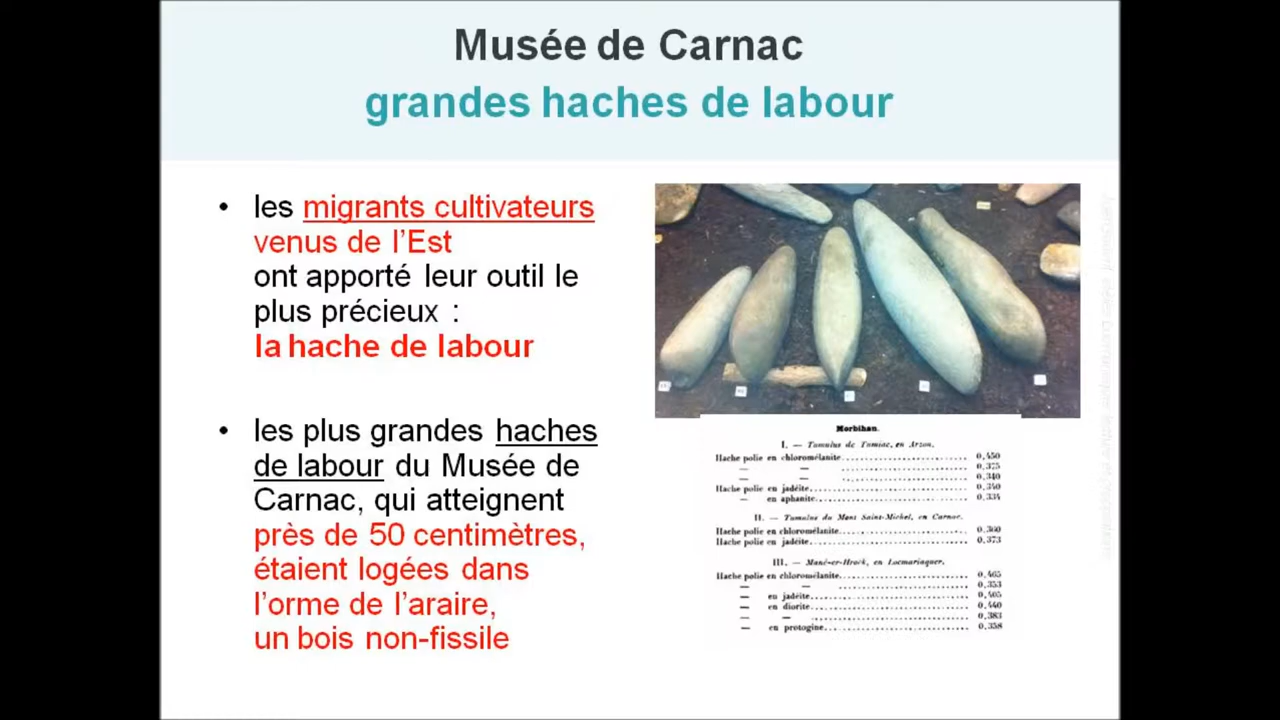 Musée de Carnac
grandes haches de labour
• les migrants cultivateurs
venus de l’Est
ont apporté leur outil le
plus précieux :
la hache de labour
• les plus grandes haches
de labour du Musée de
Carnac, qui atteignent
près de 50 centimètres,
étaient logées dans
l’orme de l’araire,
un bois non-fissile
Morbihan.
I. — Tumulus de Tumiac, en Arzon.
Hache polie en chloromélanite 0,450
— — 0,375
— — 0,340
Hache polie en jadéite 0,340
— en aphanite 0,334
II. — Tumulus du Mont Saint-Michel, en Carnac.
Hache polie en chloromélanite 0,360
Hache polie en jadéite 0,373
III. — Mané-er-Hrock, en Locmariaquer.
Hache polie en chloromélanite 0,465
— — 0,353
— en jadéite 0,405
— en diorite 0,440
— — 0,383
— en protogine 0,358